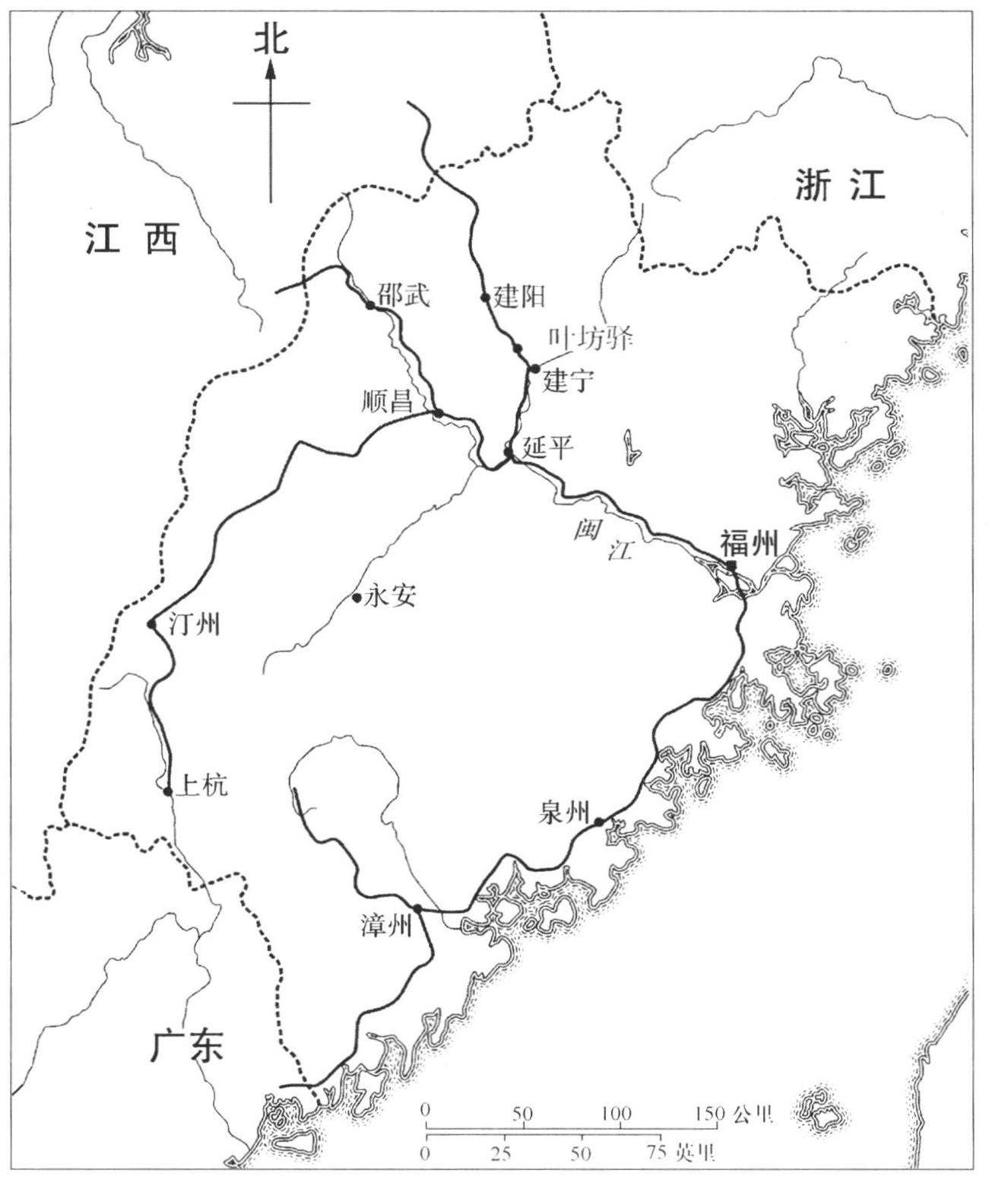 北
浙江
江西
邵武
建阳
叶坊驿
建宁
顺昌
延平
闽江
福州
永安
汀州
上杭
泉州
漳州
广东
0 50 100 150 公里
0 25 50 75 英里